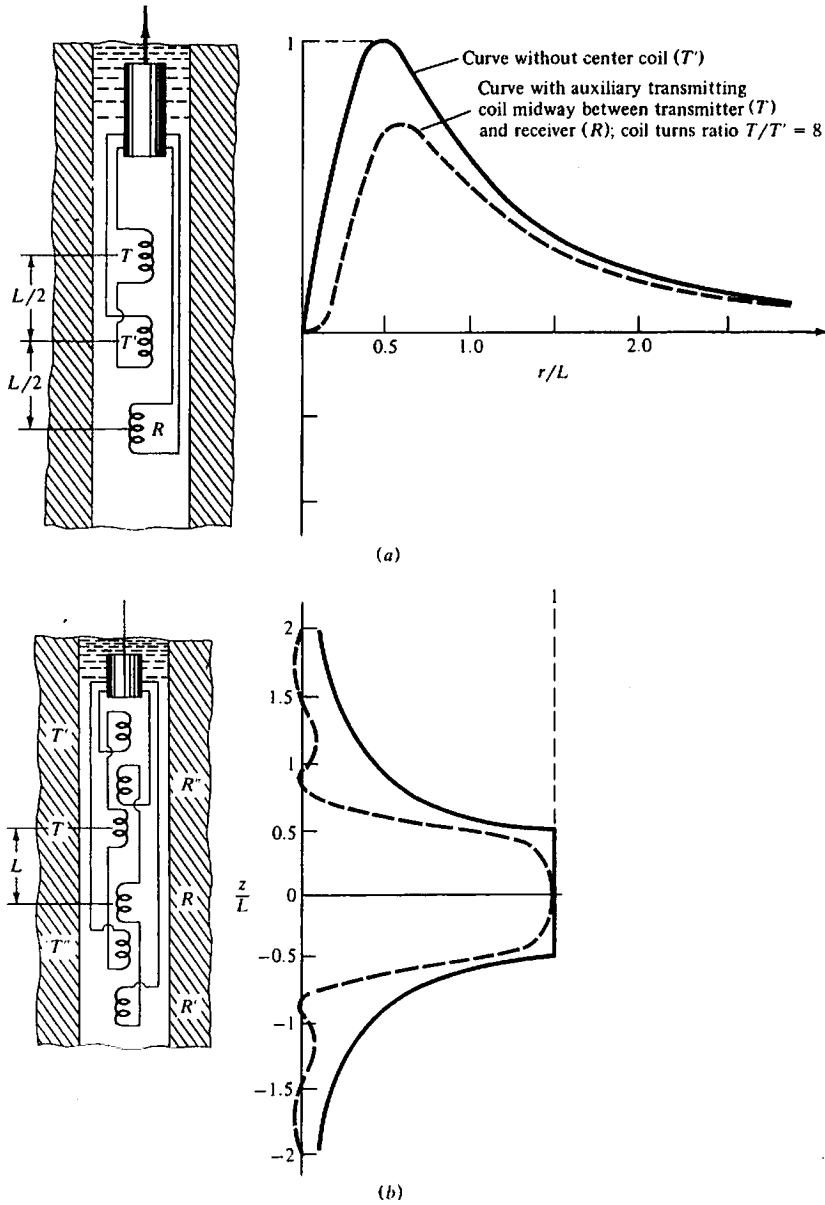 1
Curve without center coil (T′)
Curve with auxiliary transmitting
coil midway between transmitter (T)
and receiver (R); coil turns ratio T/T′ = 8
T
L/2
T′
L/2
R
0.5
1.0
2.0
r/L
(a)
1
2
1.5
1
0.5
z/L
0
−0.5
−1
−1.5
−2
T′
R″
T
L
R
T″
R′
(b)